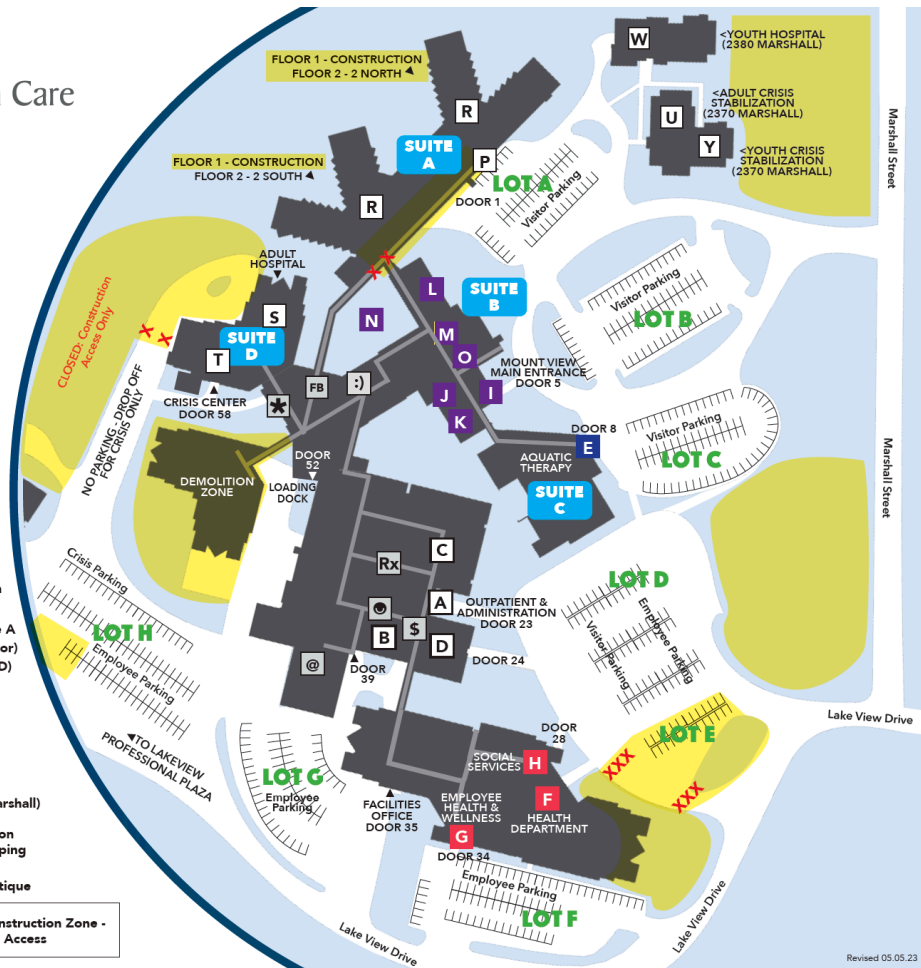 Care
FLOOR 1 - CONSTRUCTION
FLOOR 2 - 2 NORTH
FLOOR 1 - CONSTRUCTION
FLOOR 2 - 2 SOUTH
R
R
SUITE
A
P
DOOR 1
LOT A
Visitor Parking
W
<YOUTH HOSPITAL
(2380 MARSHALL)
U
<ADULT CRISIS
STABILIZATION
(2370 MARSHALL)
Y
<YOUTH CRISIS
STABILIZATION
(2370 MARSHALL)
Marshall Street
ADULT
HOSPITAL
S
SUITE
D
T
CRISIS CENTER
DOOR 58
CLOSED: Construction
Access Only
X X
X X
NO PARKING - DROP OFF
FOR CRISIS ONLY
L
SUITE
B
N
M
O
J
I
K
MOUNT VIEW
MAIN ENTRANCE
DOOR 5
Visitor Parking
LOT B
FB
:)
*
DOOR
52
LOADING
DOCK
DEMOLITION
ZONE
DOOR 8
E
AQUATIC
THERAPY
SUITE
C
Visitor Parking
LOT C
Marshall Street
C
Rx
A
OUTPATIENT &
ADMINISTRATION
DOOR 23
B
$
D
DOOR 24
@
DOOR
39
LOT D
Employee Parking
Visitor Parking
Crisis Parking
LOT H
Employee Parking
TO LAKEVIEW
PROFESSIONAL PLAZA
LOT G
Employee
Parking
FACILITIES
OFFICE
DOOR 35
DOOR
28
SOCIAL
SERVICES
H
EMPLOYEE
HEALTH &
WELLNESS
F
HEALTH
DEPARTMENT
G
DOOR 34
LOT E
XXX
XXX
Lake View Drive
Employee Parking
LOT F
Lake View Drive
Lake View Drive
e A
or)
D)
arshall)
on
ping
tique
nstruction Zone -
Access
Revised 05.05.23